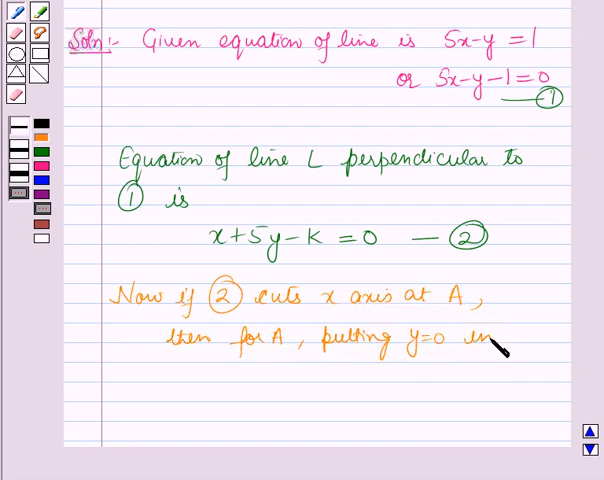 Soln:- Given equation of line is 5x-y=1
or 5x-y-1=0
—①
Equation of line L perpendicular to
① is
x+5y-K=0 — ②
Now if ② cuts x axis at A,
then for A, putting y=0 in